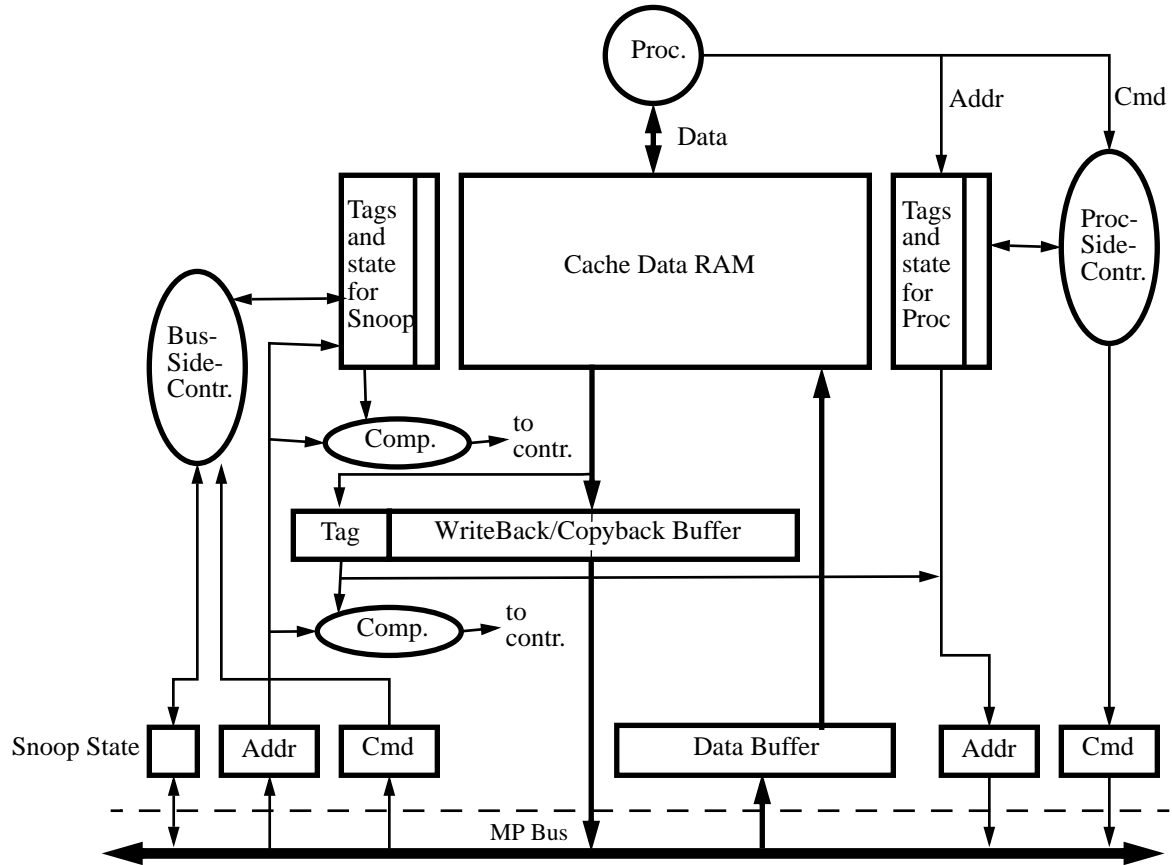 Proc.
Addr
Cmd
Data
Tags
and
state
for
Snoop
Cache Data RAM
Tags
and
state
for
Proc
Proc-
Side-
Contr.
Bus-
Side-
Contr.
Comp.
to
contr.
Tag
WriteBack/Copyback Buffer
Comp.
to
contr.
Snoop State
Addr
Cmd
Data Buffer
Addr
Cmd
MP Bus